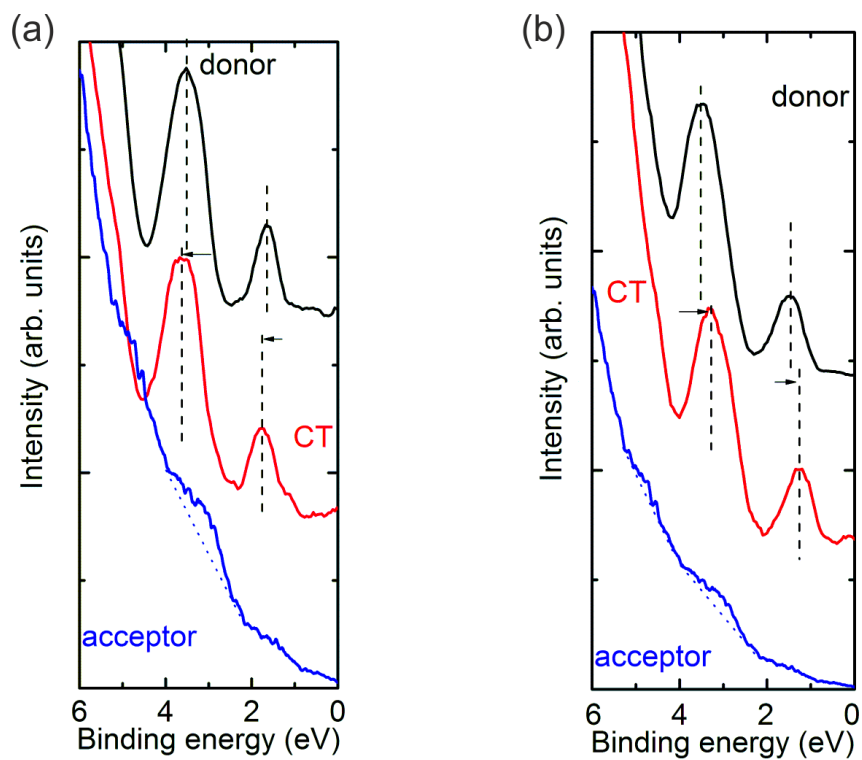 (a)
donor
CT
acceptor
Intensity (arb. units)
6 4 2 0
Binding energy (eV)
(b)
donor
CT
acceptor
Intensity (arb. units)
6 4 2 0
Binding energy (eV)